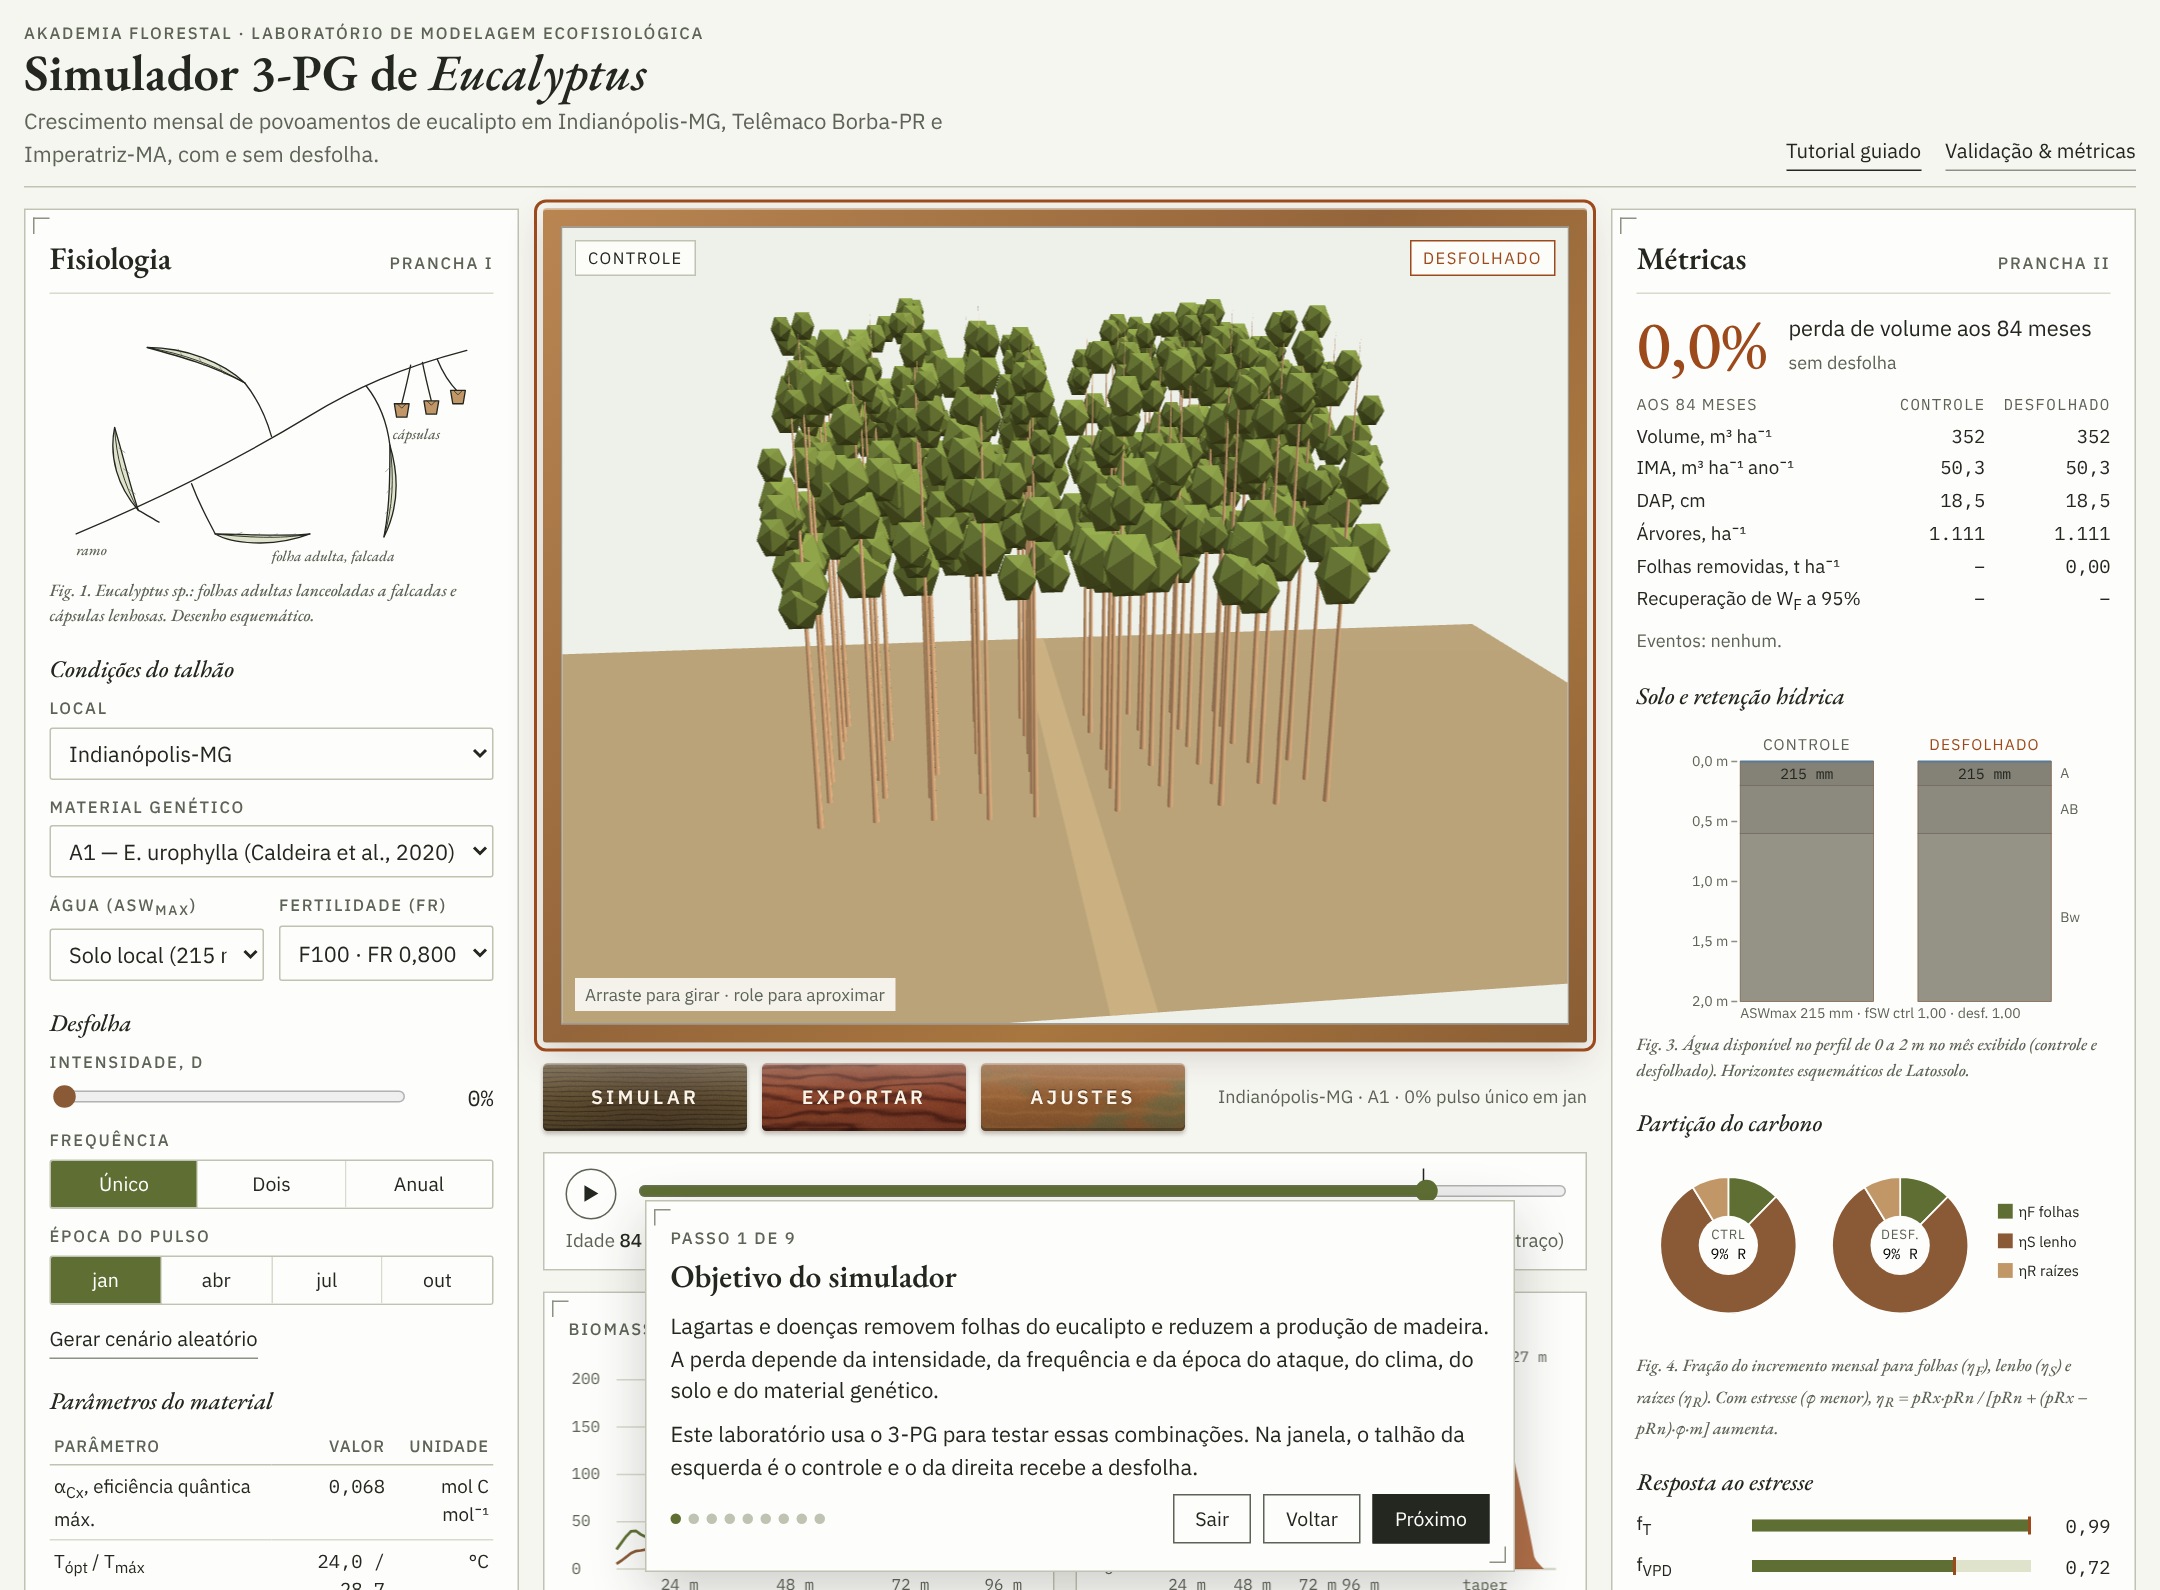 AKADEMIA FLORESTAL · LABORATÓRIO DE MODELAGEM ECOFISIOLÓGICA
Simulador 3-PG de Eucalyptus
Crescimento mensal de povoamentos de eucalipto em Indianópolis-MG, Telêmaco Borba-PR e
Imperatriz-MA, com e sem desfolha.
Tutorial guiado
Validação & métricas
Fisiologia
PRANCHA I
cápsulas
ramo
folha adulta, falcada
Fig. 1. Eucalyptus sp.: folhas adultas lanceoladas a falcadas e
cápsulas lenhosas. Desenho esquemático.
Condições do talhão
LOCAL
Indianópolis-MG
MATERIAL GENÉTICO
A1 — E. urophylla (Caldeira et al., 2020)
ÁGUA (ASWMAX)
FERTILIDADE (FR)
Solo local (215 r
F100 · FR 0,800
Desfolha
INTENSIDADE, D
0%
FREQUÊNCIA
Único
Dois
Anual
ÉPOCA DO PULSO
jan
abr
jul
out
Gerar cenário aleatório
Parâmetros do material
PARÂMETRO VALOR UNIDADE
αCx, eficiência quântica 0,068 mol C
máx. mol⁻¹
Tópt / Tmáx 24,0 / °C
28,7
CONTROLE
DESFOLHADO
Arraste para girar · role para aproximar
SIMULAR
EXPORTAR
AJUSTES
Indianópolis-MG · A1 · 0% pulso único em jan
Idade 84
traço)
BIOMAS
27 m
200
150
100
50
0
24 m 48 m 72 m 96 m
24 m 48 m 72 m 96 m taper
PASSO 1 DE 9
Objetivo do simulador
Lagartas e doenças removem folhas do eucalipto e reduzem a produção de madeira.
A perda depende da intensidade, da frequência e da época do ataque, do clima, do
solo e do material genético.
Este laboratório usa o 3-PG para testar essas combinações. Na janela, o talhão da
esquerda é o controle e o da direita recebe a desfolha.
Sair
Voltar
Próximo
Métricas
PRANCHA II
0,0%
perda de volume aos 84 meses
sem desfolha
AOS 84 MESES CONTROLE DESFOLHADO
Volume, m³ ha⁻¹ 352 352
IMA, m³ ha⁻¹ ano⁻¹ 50,3 50,3
DAP, cm 18,5 18,5
Árvores, ha⁻¹ 1.111 1.111
Folhas removidas, t ha⁻¹ – 0,00
Recuperação de WF a 95% – –
Eventos: nenhum.
Solo e retenção hídrica
CONTROLE DESFOLHADO
0,0 m
215 mm
215 mm
A
AB
0,5 m
1,0 m
Bw
1,5 m
2,0 m
ASWmax 215 mm · fSW ctrl 1,00 · desf. 1,00
Fig. 3. Água disponível no perfil de 0 a 2 m no mês exibido (controle e
desfolhado). Horizontes esquemáticos de Latossolo.
Partição do carbono
CTRL
9% R
DESF.
9% R
ηF folhas
ηS lenho
ηR raízes
Fig. 4. Fração do incremento mensal para folhas (ηF), lenho (ηS) e
raízes (ηR). Com estresse (φ menor), ηR = pRx·pRn / [pRn + (pRx −
pRn)·φ·m] aumenta.
Resposta ao estresse
fT 0,99
fVPD 0,72